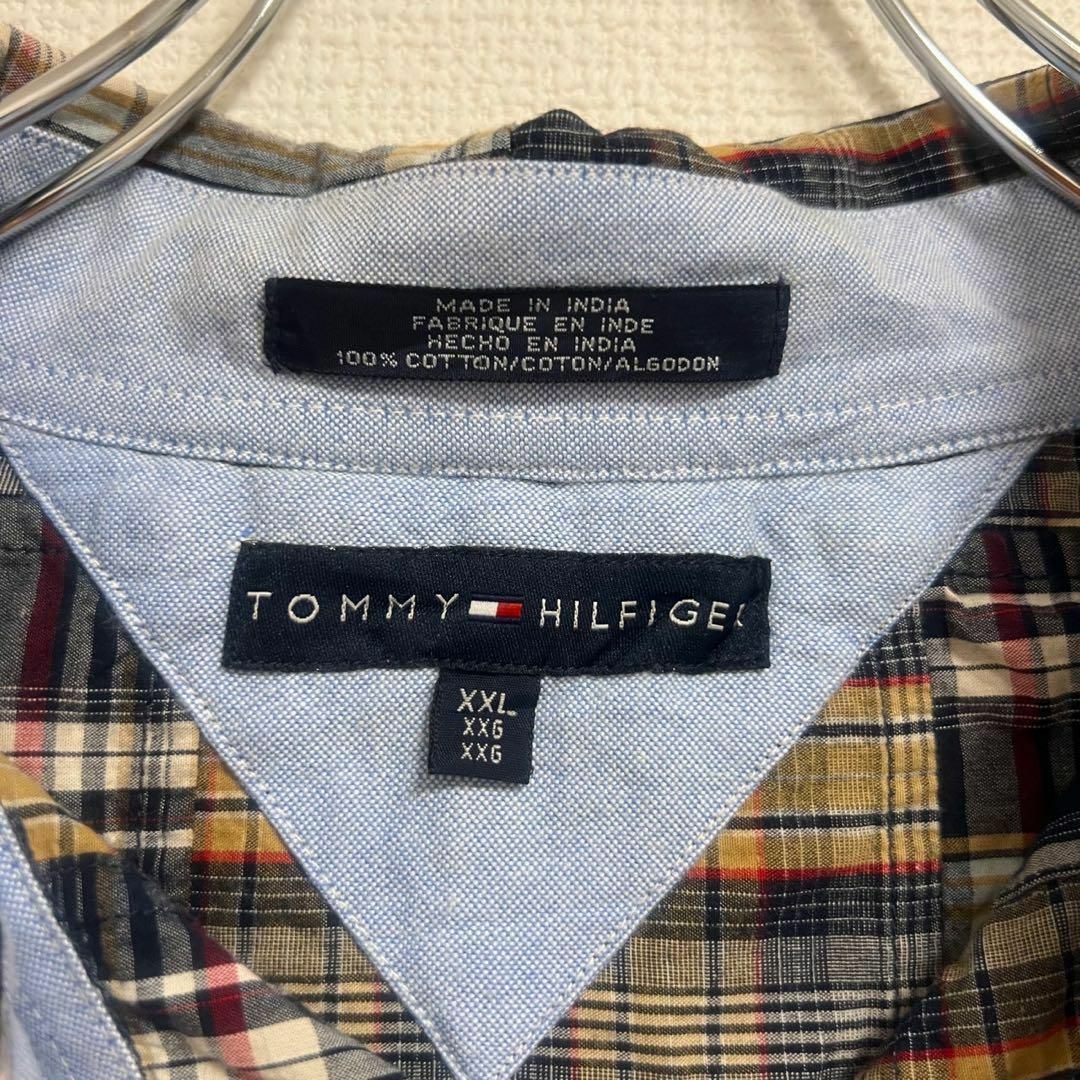 MADE IN INDIA
FABRIQUE EN INDE
HECHO EN INDIA
100% COTTON/COTON/ALGODON
TOMMY HILFIGER
XXL
XXG
XXG